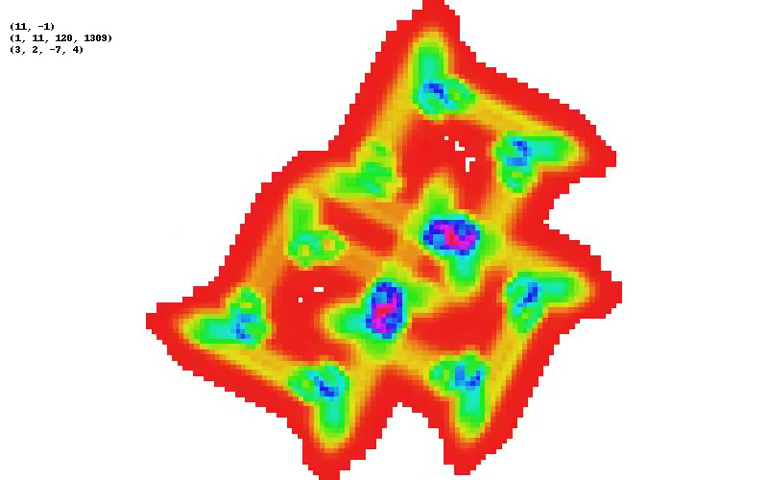 (11, -1)
(1, 11, 120, 1309)
(3, 2, -7, 4)